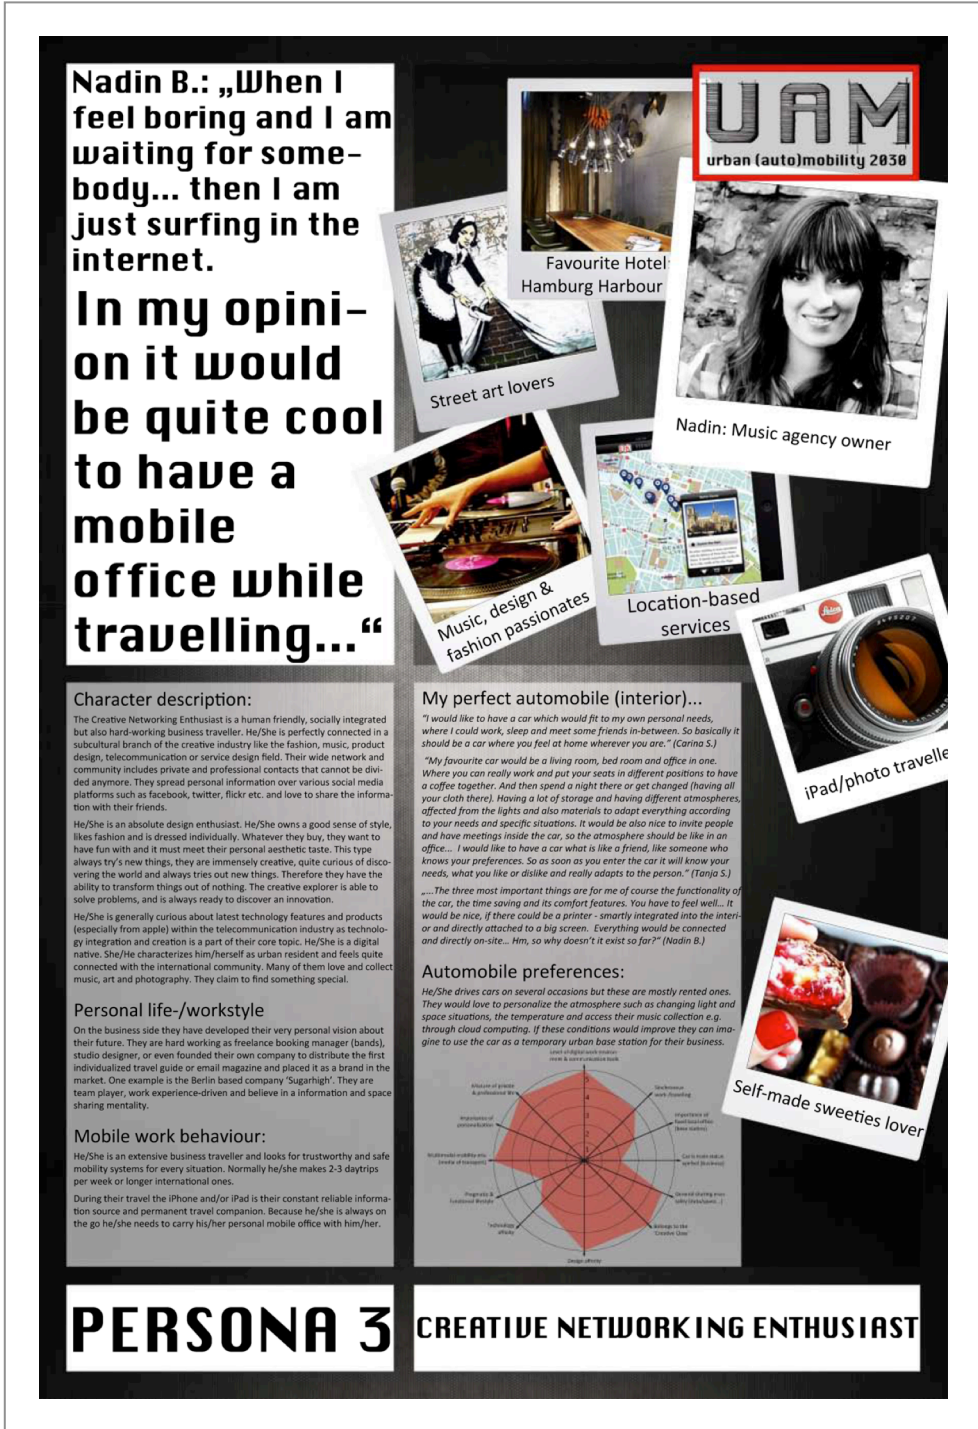 Nadin B.: „When I
feel boring and I am
waiting for some-
body... then I am
just surfing in the
internet.
In my opini-
on it would
be quite cool
to have a
mobile
office while
travelling...“
UAM
urban (auto)mobility 2030
Favourite Hotel:
Hamburg Harbour
Street art lovers
Nadin: Music agency owner
Music, design &
fashion passionates
Location-based
services
Leica
iPad/photo travelle
Self-made sweeties lover
Character description:
The Creative Networking Enthusiast is a human friendly, socially integrated
but also hard-working business traveller. He/She is perfectly connected in a
subcultural branch of the creative industry like the fashion, music, product
design, telecommunication or service design field. Their wide network and
community includes private and professional contacts that cannot be divi-
ded anymore. They spread personal information over various social media
platforms such as facebook, twitter, flickr etc. and love to share the informa-
tion with their friends.
He/She is an absolute design enthusiast. He/She owns a good sense of style,
likes fashion and is dressed individually. Whatever they buy, they want to
have fun with and it must meet their personal aesthetic taste. This type
always try's new things, they are immensely creative, quite curious of disco-
vering the world and always tries out new things. Therefore they have the
ability to transform things out of nothing. The creative explorer is able to
solve problems, and is always ready to discover an innovation.
He/She is generally curious about latest technology features and products
(especially from apple) within the telecommunication industry as technolo-
gy integration and creation is a part of their core topic. He/She is a digital
native. She/He characterizes him/herself as urban resident and feels quite
connected with the international community. Many of them love and collect
music, art and photography. They claim to find something special.
Personal life-/workstyle
On the business side they have developed their very personal vision about
their future. They are hard working as freelance booking manager (bands),
studio designer, or even founded their own company to distribute the first
individualized travel guide or email magazine and placed it as a brand in the
market. One example is the Berlin based company 'Sugarhigh'. They are
team player, work experience-driven and believe in a information and space
sharing mentality.
Mobile work behaviour:
He/She is an extensive business traveller and looks for trustworthy and safe
mobility systems for every situation. Normally he/she makes 2-3 daytrips
per week or longer international ones.
During their travel the iPhone and/or iPad is their constant reliable informa-
tion source and permanent travel companion. Because he/she is always on
the go he/she needs to carry his/her personal mobile office with him/her.
My perfect automobile (interior)...
"I would like to have a car which would fit to my own personal needs,
where I could work, sleep and meet some friends in-between. So basically it
should be a car where you feel at home wherever you are." (Carina S.)
"My favourite car would be a living room, bed room and office in one.
Where you can really work and put your seats in different positions to have
a coffee together. And then spend a night there or get changed (having all
your cloth there). Having a lot of storage and having different atmospheres,
affected from the lights and also materials to adapt everything according
to your needs and specific situations. It would be also nice to invite people
and have meetings inside the car, so the atmosphere should be like in an
office... I would like to have a car what is like a friend, like someone who
knows your preferences. So as soon as you enter the car it will know your
needs, what you like or dislike and really adapts to the person." (Tanja S.)
„...The three most important things are for me of course the functionality of
the car, the time saving and its comfort features. You have to feel well... It
would be nice, if there could be a printer - smartly integrated into the interi-
or and directly attached to a big screen. Everything would be connected
and directly on-site... Hm, so why doesn't it exist so far?" (Nadin B.)
Automobile preferences:
He/She drives cars on several occasions but these are mostly rented ones.
They would love to personalize the atmosphere such as changing light and
space situations, the temperature and access their music collection e.g.
through cloud computing. If these conditions would improve they can ima-
gine to use the car as a temporary urban base station for their business.
5
4
3
2
Importance of
Design affinity
Technology
affinity
PERSONA 3
CREATIVE NETWORKING ENTHUSIAST